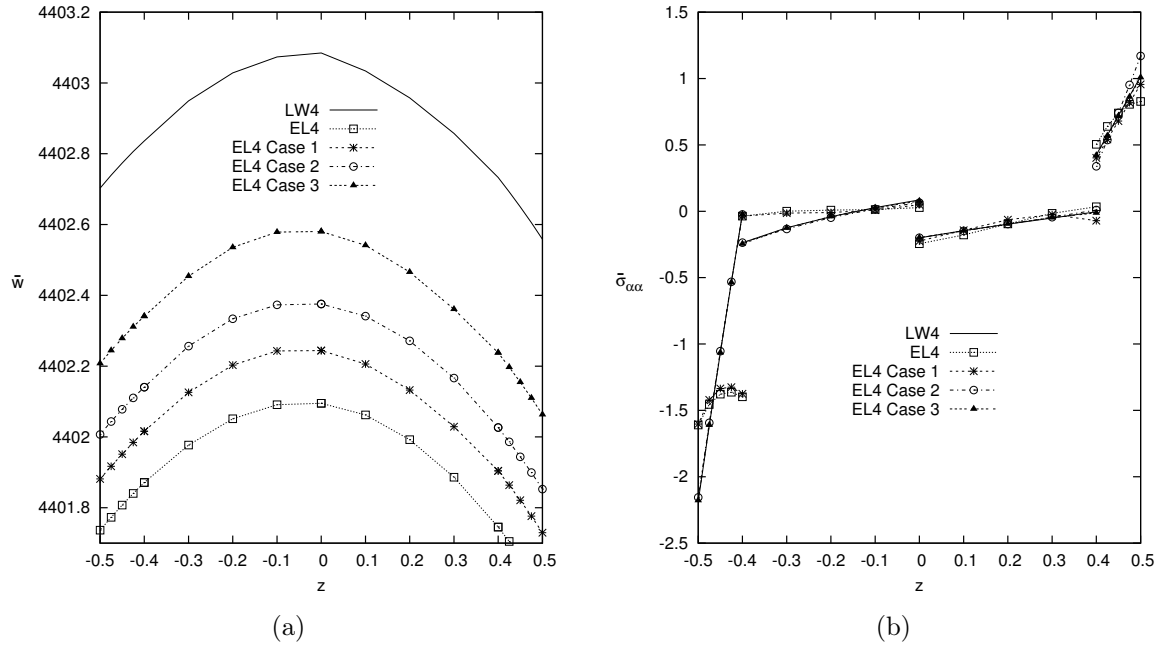 4403.2
4403
4402.8
4402.6
4402.4
4402.2
4402
4401.8
w̄
-0.5 -0.4 -0.3 -0.2 -0.1 0 0.1 0.2 0.3 0.4 0.5
z
LW4
EL4
EL4 Case 1
EL4 Case 2
EL4 Case 3
(a)
1.5
1
0.5
0
-0.5
-1
-1.5
-2
-2.5
σ̄αα
-0.5 -0.4 -0.3 -0.2 -0.1 0 0.1 0.2 0.3 0.4 0.5
z
LW4
EL4
EL4 Case 1
EL4 Case 2
EL4 Case 3
(b)